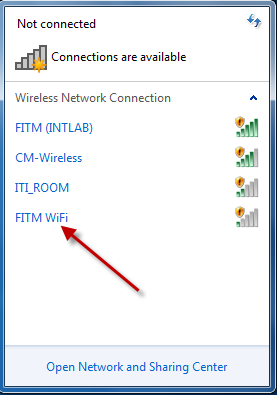 Not connected
Connections are available
Wireless Network Connection
FITM (INTLAB)
CM-Wireless
ITI_ROOM
FITM WiFi
Open Network and Sharing Center